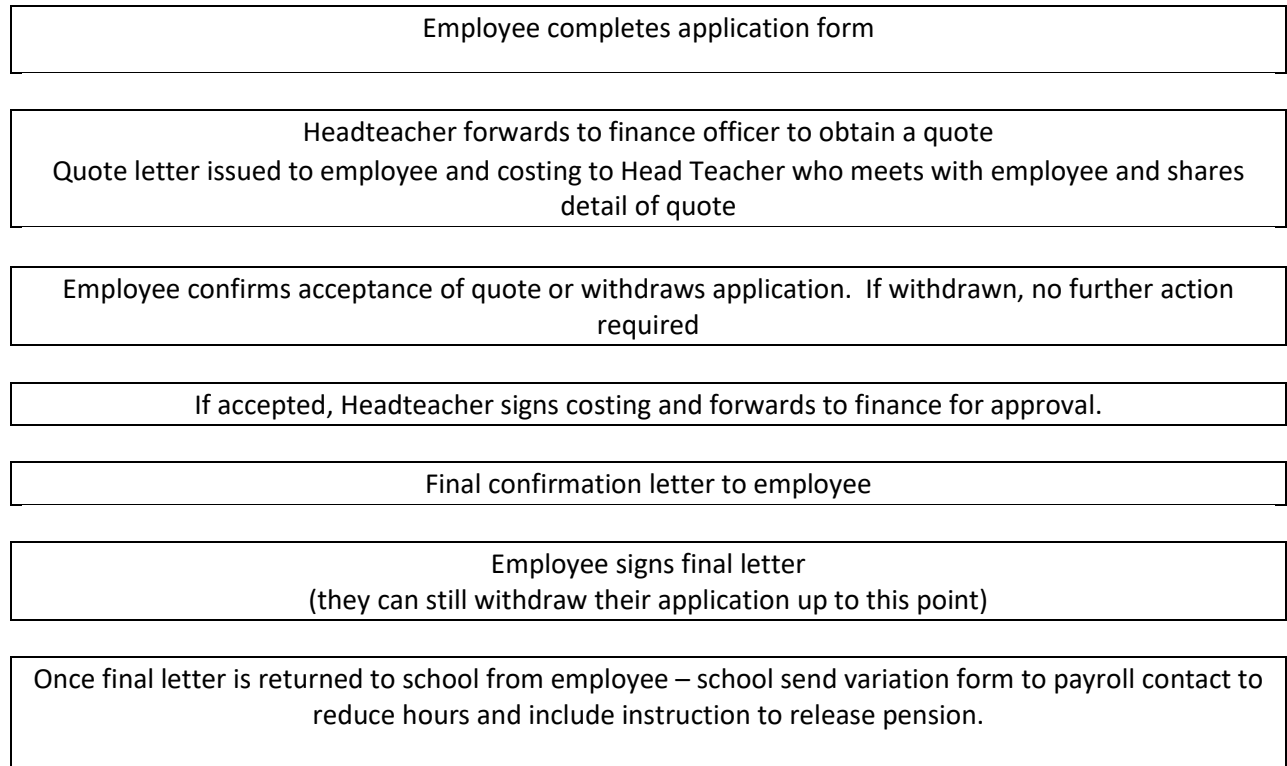 Employee completes application form
Headteacher forwards to finance officer to obtain a quote
Quote letter issued to employee and costing to Head Teacher who meets with employee and shares
detail of quote
Employee confirms acceptance of quote or withdraws application.  If withdrawn, no further action
required
If accepted, Headteacher signs costing and forwards to finance for approval.
Final confirmation letter to employee
Employee signs final letter
(they can still withdraw their application up to this point)
Once final letter is returned to school from employee – school send variation form to payroll contact to
reduce hours and include instruction to release pension.